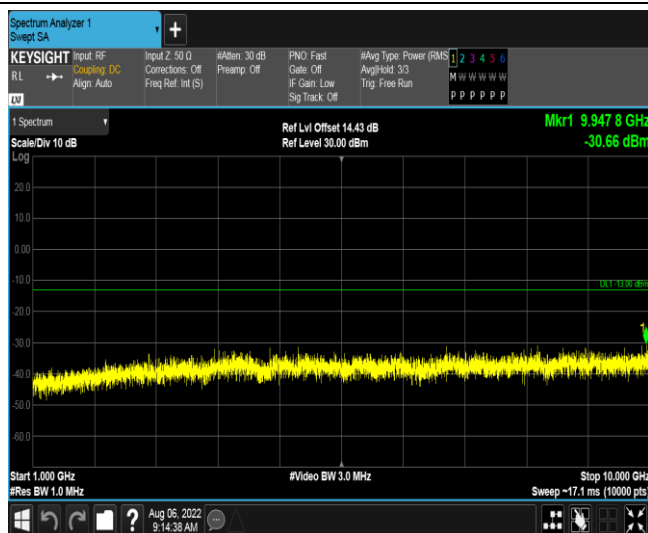 Spectrum Analyzer 1
Swept SA
+
KEYSIGHT
RL
LXI
Input: RF
Coupling: DC
Align: Auto
Input Z: 50 Ω
Corrections: Off
Freq Ref: Int (S)
#Atten: 30 dB
Preamp: Off
PNO: Fast
Gate: Off
IF Gain: Low
Sig Track: Off
#Avg Type: Power (RMS
Avg|Hold: 3/3
Trig: Free Run
1 2 3 4 5 6
M W W W W W
P P P P P P
1 Spectrum
Scale/Div 10 dB
Log
Ref Lvl Offset 14.43 dB
Ref Level 30.00 dBm
Mkr1 9.947 8 GHz
-30.66 dBm
20.0
10.0
0.00
-10.0
-20.0
-30.0
-40.0
-50.0
-60.0
DL1 -13.00 dBm
1
Start 1.000 GHz
#Res BW 1.0 MHz
#Video BW 3.0 MHz
Stop 10.000 GHz
Sweep ~17.1 ms (10000 pts)
?
Aug 06, 2022
9:14:38 AM